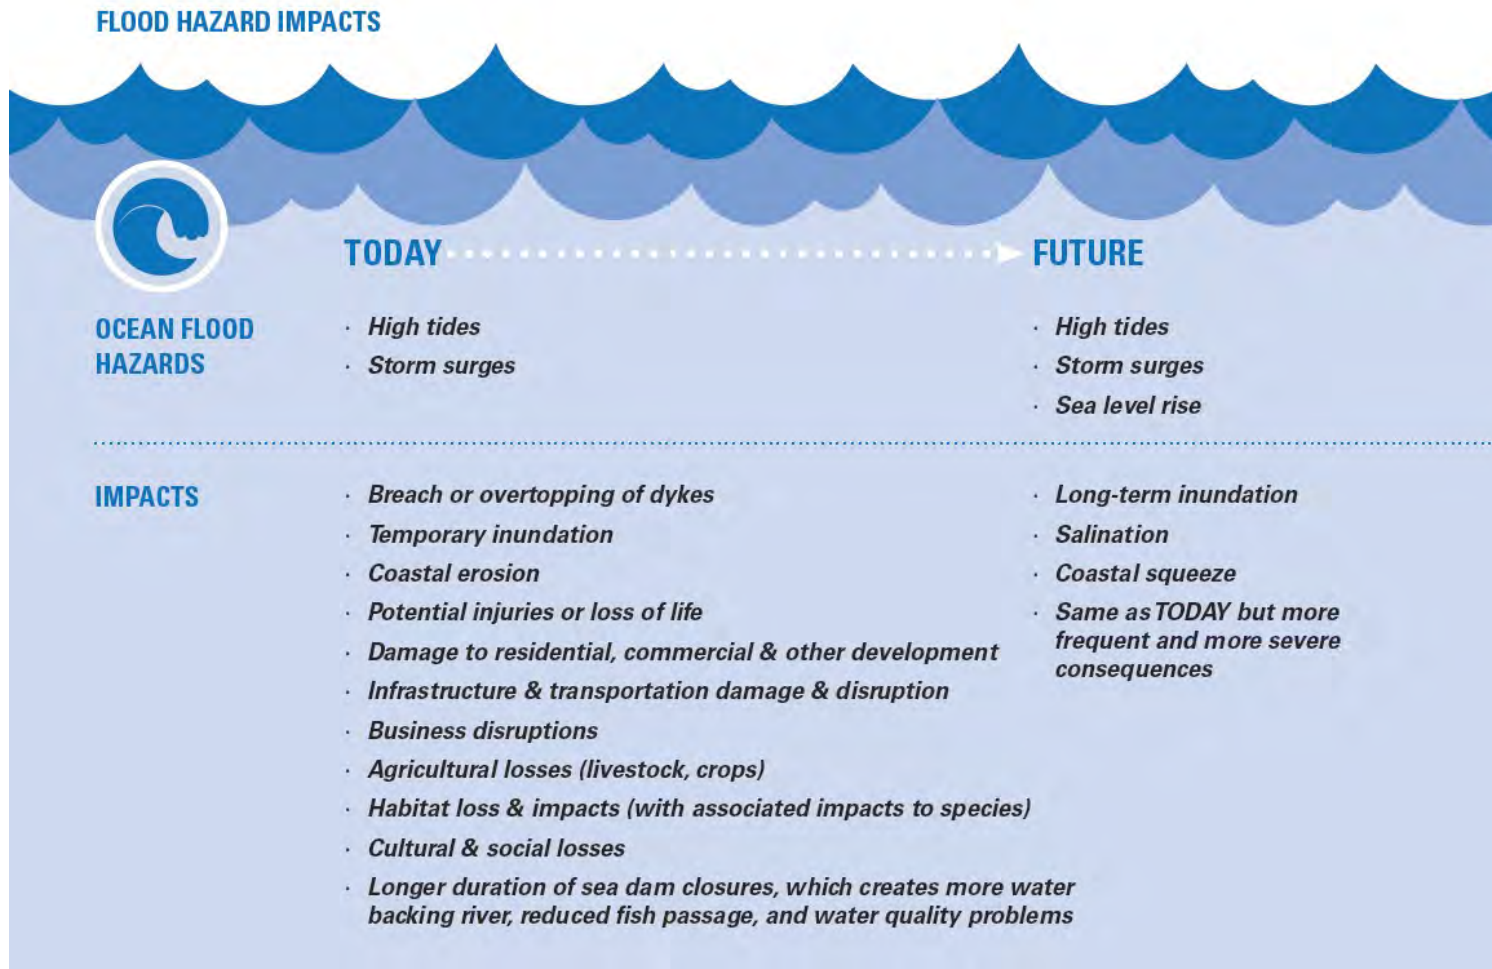 FLOOD HAZARD IMPACTS
TODAY
FUTURE
OCEAN FLOOD
HAZARDS
· High tides
· Storm surges
· High tides
· Storm surges
· Sea level rise
IMPACTS
· Breach or overtopping of dykes
· Temporary inundation
· Coastal erosion
· Potential injuries or loss of life
· Damage to residential, commercial & other development
· Infrastructure & transportation damage & disruption
· Business disruptions
· Agricultural losses (livestock, crops)
· Habitat loss & impacts (with associated impacts to species)
· Cultural & social losses
· Longer duration of sea dam closures, which creates more water
backing river, reduced fish passage, and water quality problems
· Long-term inundation
· Salination
· Coastal squeeze
· Same as TODAY but more
frequent and more severe
consequences